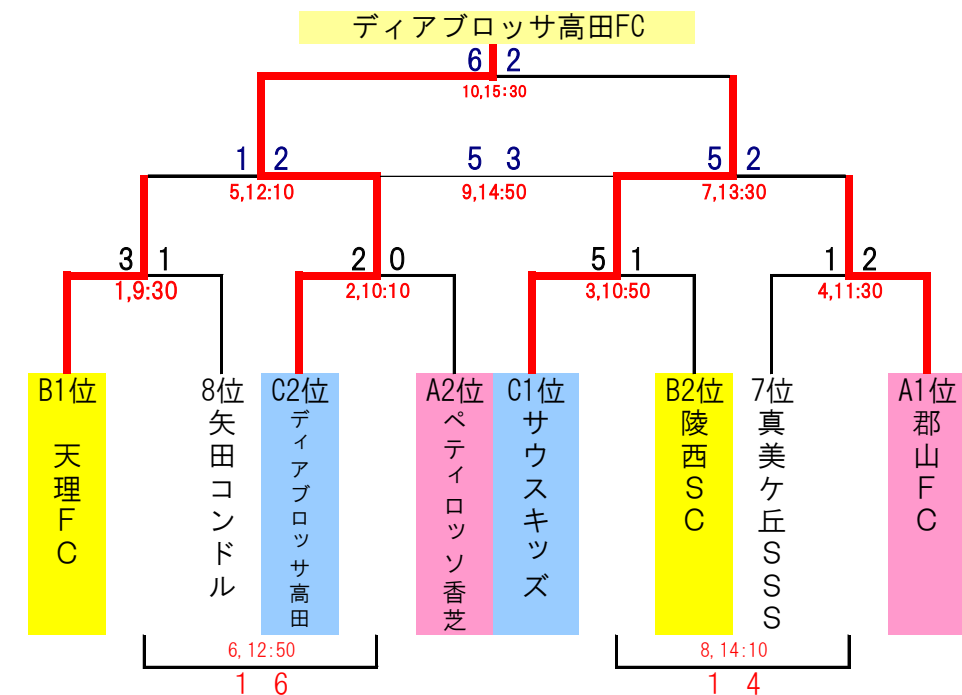 ディアブロッサ高田FC
6 2
10,15:30
1 2
5 3
5 2
5,12:10
9,14:50
7,13:30
3 1
2 0
5 1
1 2
1,9:30
2,10:10
3,10:50
4,11:30
B1位
天理FC
8位
矢田コンドル
C2位
ディアブロッサ高田
A2位
ペティロッソ香芝
C1位
サウスキッズ
B2位
陵西SC
7位
真美ケ丘SSS
A1位
郡山FC
6,12:50
8,14:10
1 6
1 4